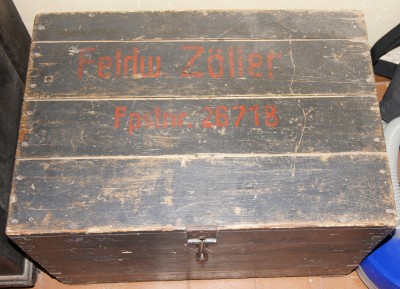 Feldw. Zöller
Fpstnr. 26718